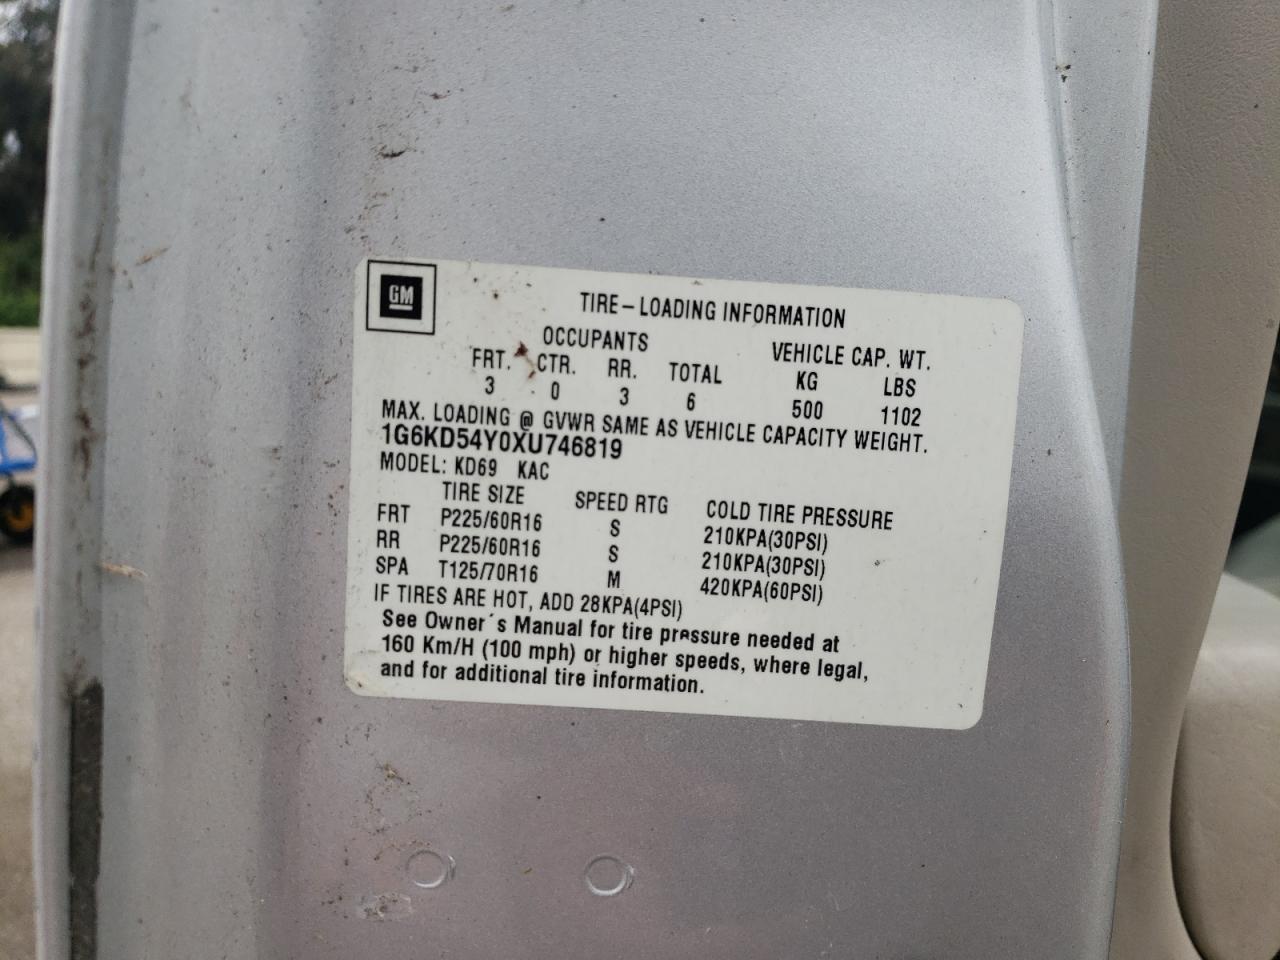 GM
TIRE-LOADING INFORMATION
OCCUPANTS VEHICLE CAP. WT.
FRT. CTR. RR. TOTAL KG LBS
3 0 3 6 500 1102
MAX. LOADING @ GVWR SAME AS VEHICLE CAPACITY WEIGHT.
1G6KD54Y0XU746819
MODEL: KD69 KAC
TIRE SIZE SPEED RTG COLD TIRE PRESSURE
FRT P225/60R16 S 210KPA(30PSI)
RR P225/60R16 S 210KPA(30PSI)
SPA T125/70R16 M 420KPA(60PSI)
IF TIRES ARE HOT, ADD 28KPA(4PSI)
See Owner´s Manual for tire pressure needed at
160 Km/H (100 mph) or higher speeds, where legal,
and for additional tire information.